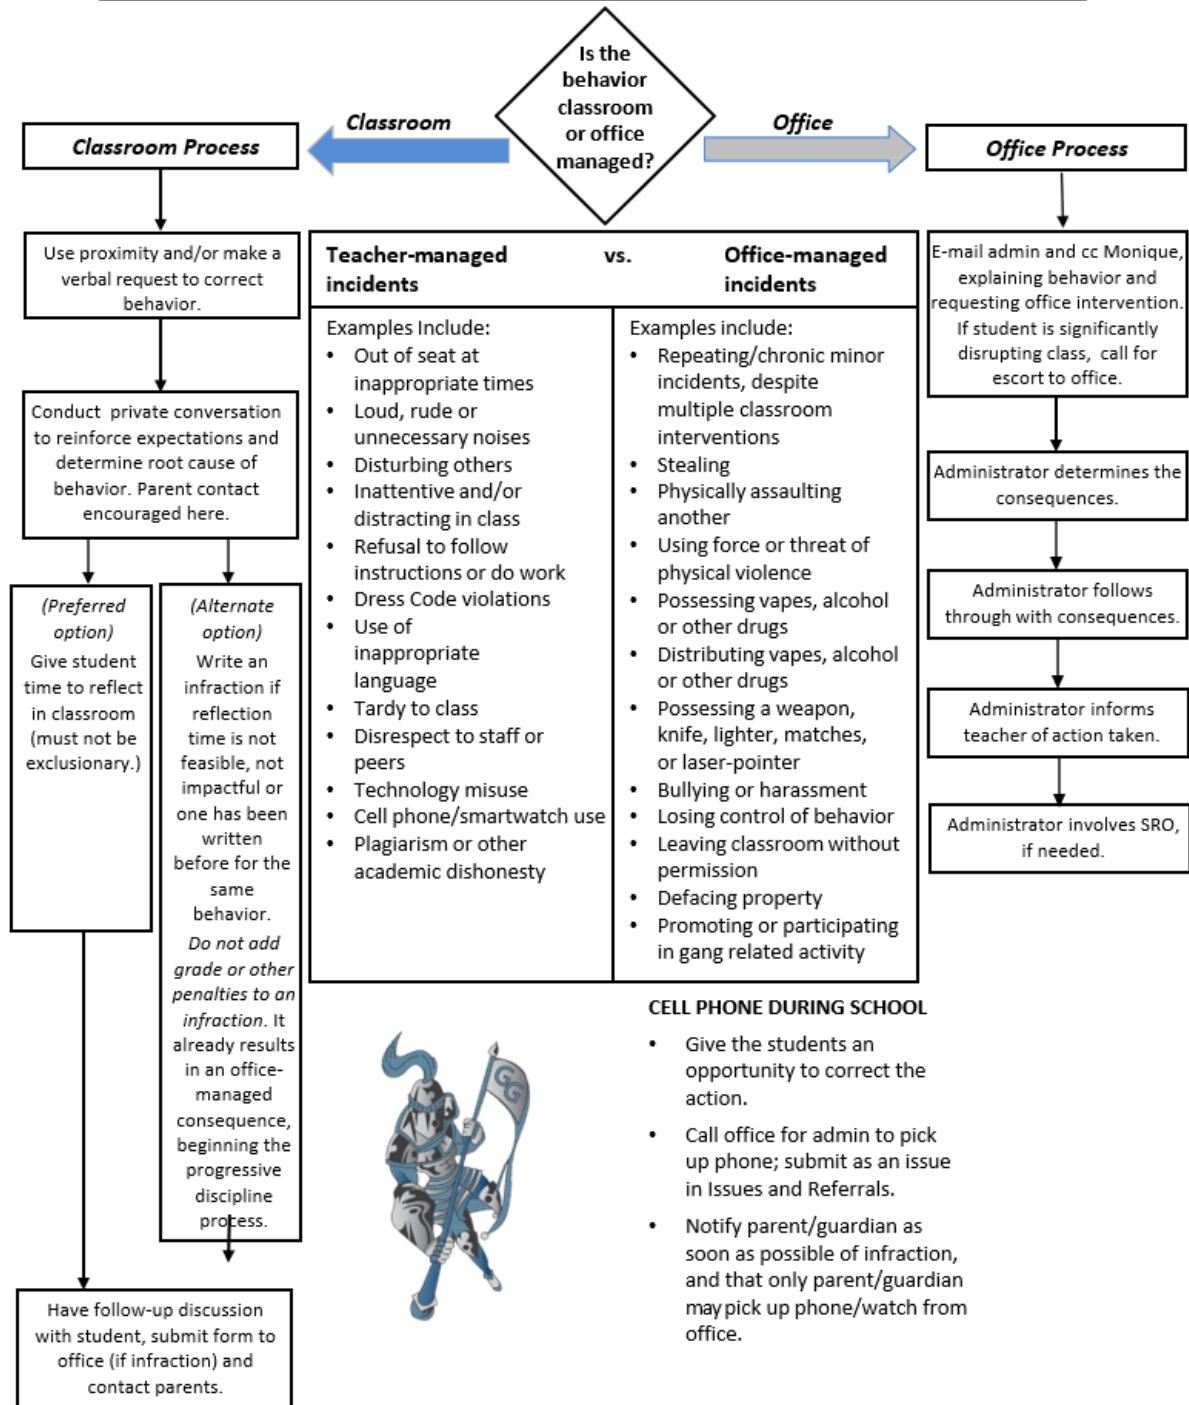 Is the
behavior
classroom
or office
managed?
Classroom
Office
Classroom Process
Use proximity and/or make a
verbal request to correct
behavior.
Conduct private conversation
to reinforce expectations and
determine root cause of
behavior. Parent contact
encouraged here.
(Preferred
option)
Give student
time to reflect
in classroom
(must not be
exclusionary.)
(Alternate
option)
Write an
infraction if
reflection
time is not
feasible, not
impactful or
one has been
written
before for the
same
behavior.
Do not add
grade or other
penalties to an
infraction. It
already results
in an office-
managed
consequence,
beginning the
progressive
discipline
process.
Have follow-up discussion
with student, submit form to
office (if infraction) and
contact parents.
Teacher-managed
incidents
vs.
Office-managed
incidents
Examples Include:
• Out of seat at
inappropriate times
• Loud, rude or
unnecessary noises
• Disturbing others
• Inattentive and/or
distracting in class
• Refusal to follow
instructions or do work
• Dress Code violations
• Use of
inappropriate
language
• Tardy to class
• Disrespect to staff or
peers
• Technology misuse
• Cell phone/smartwatch use
• Plagiarism or other
academic dishonesty
Examples include:
• Repeating/chronic minor
incidents, despite
multiple classroom
interventions
• Stealing
• Physically assaulting
another
• Using force or threat of
physical violence
• Possessing vapes, alcohol
or other drugs
• Distributing vapes, alcohol
or other drugs
• Possessing a weapon,
knife, lighter, matches,
or laser-pointer
• Bullying or harassment
• Losing control of behavior
• Leaving classroom without
permission
• Defacing property
• Promoting or participating
in gang related activity
Office Process
E-mail admin and cc Monique,
explaining behavior and
requesting office intervention.
If student is significantly
disrupting class, call for
escort to office.
Administrator determines the
consequences.
Administrator follows
through with consequences.
Administrator informs
teacher of action taken.
Administrator involves SRO,
if needed.
GG
CELL PHONE DURING SCHOOL
• Give the students an
opportunity to correct the
action.
• Call office for admin to pick
up phone; submit as an issue
in Issues and Referrals.
• Notify parent/guardian as
soon as possible of infraction,
and that only parent/guardian
may pick up phone/watch from
office.